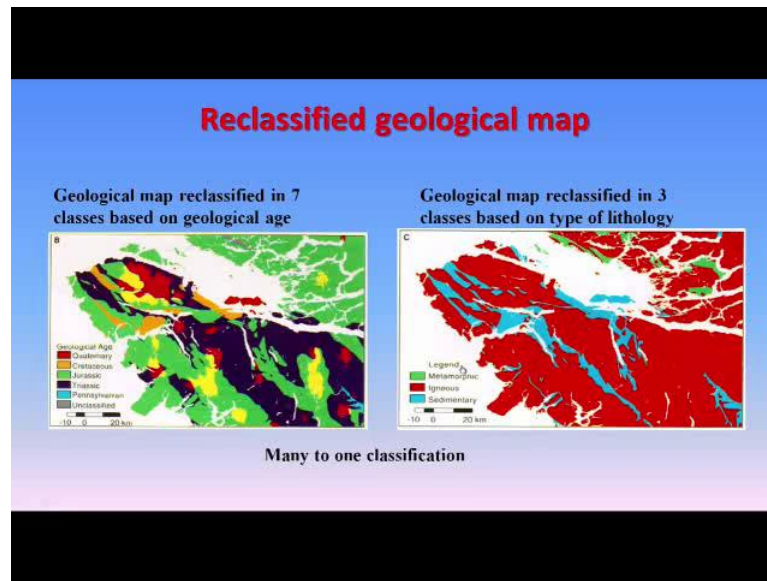 Reclassified geological map
Geological map reclassified in 7
classes based on geological age
Geological map reclassified in 3
classes based on type of lithology
B
Geological Age
Quaternary
Cretaceous
Jurassic
Triassic
Pennsylvanian
Unclassified
-10 0 20 km
C
Legend
Metamorphic
Igneous
Sedimentary
-10 0 20 km
Many to one classification